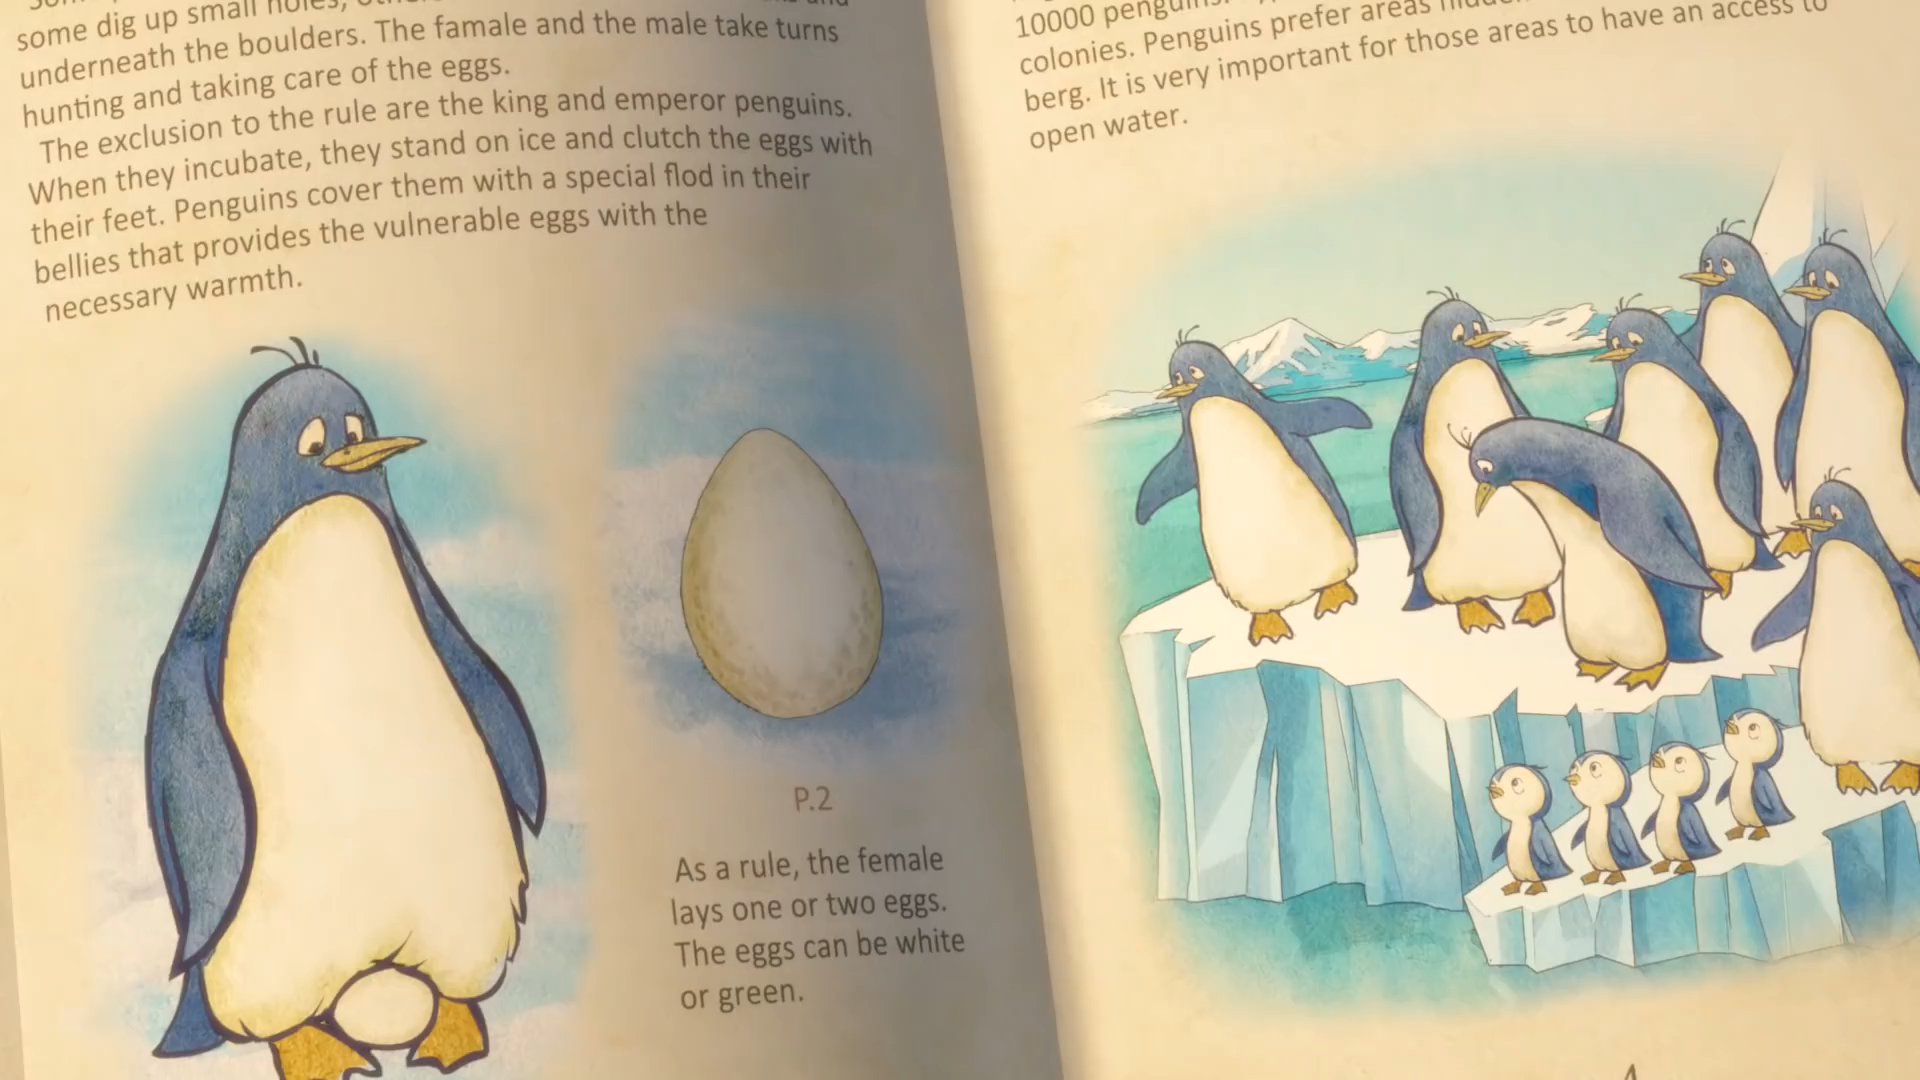 some dig up small holes,
underneath the boulders. The famale and the male take turns
hunting and taking care of the eggs.
The exclusion to the rule are the king and emperor penguins.
When they incubate, they stand on ice and clutch the eggs with
their feet. Penguins cover them with a special flod in their
bellies that provides the vulnerable eggs with the
necessary warmth.
P.2
As a rule, the female
lays one or two eggs.
The eggs can be white
or green.
10000 penguins.
colonies. Penguins prefer areas
berg. It is very important for those areas to have an access to
open water.